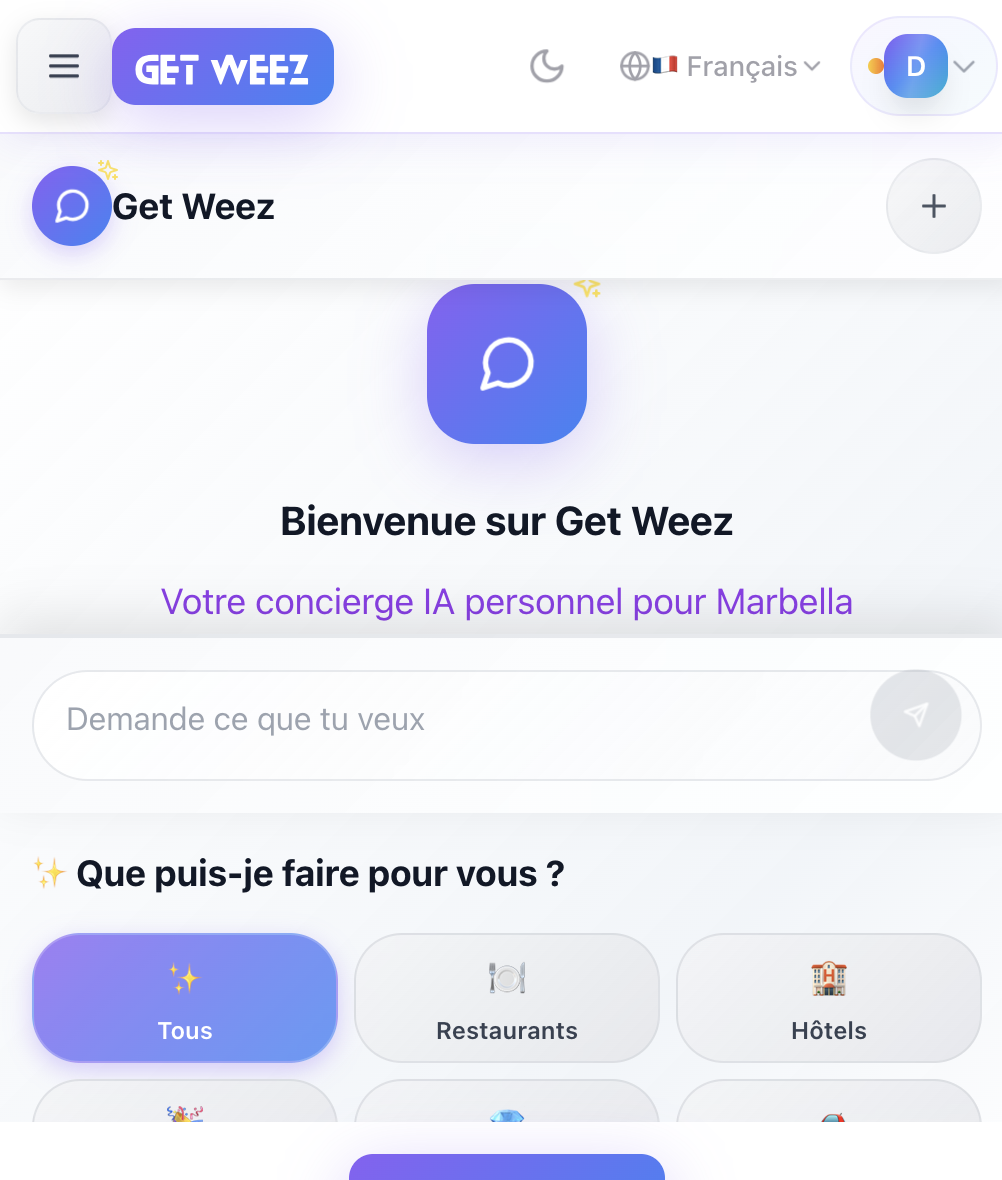 GET WEEZ
Français
D
Get Weez
Bienvenue sur Get Weez
Votre concierge IA personnel pour Marbella
Demande ce que tu veux
Que puis-je faire pour vous ?
Tous
Restaurants
Hôtels